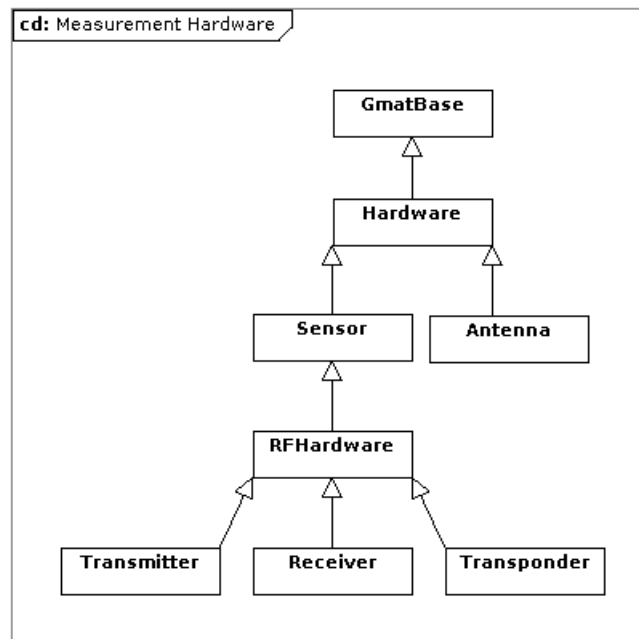 cd: Measurement Hardware
GmatBase
Hardware
Sensor
Antenna
RFHardware
Transmitter
Receiver
Transponder